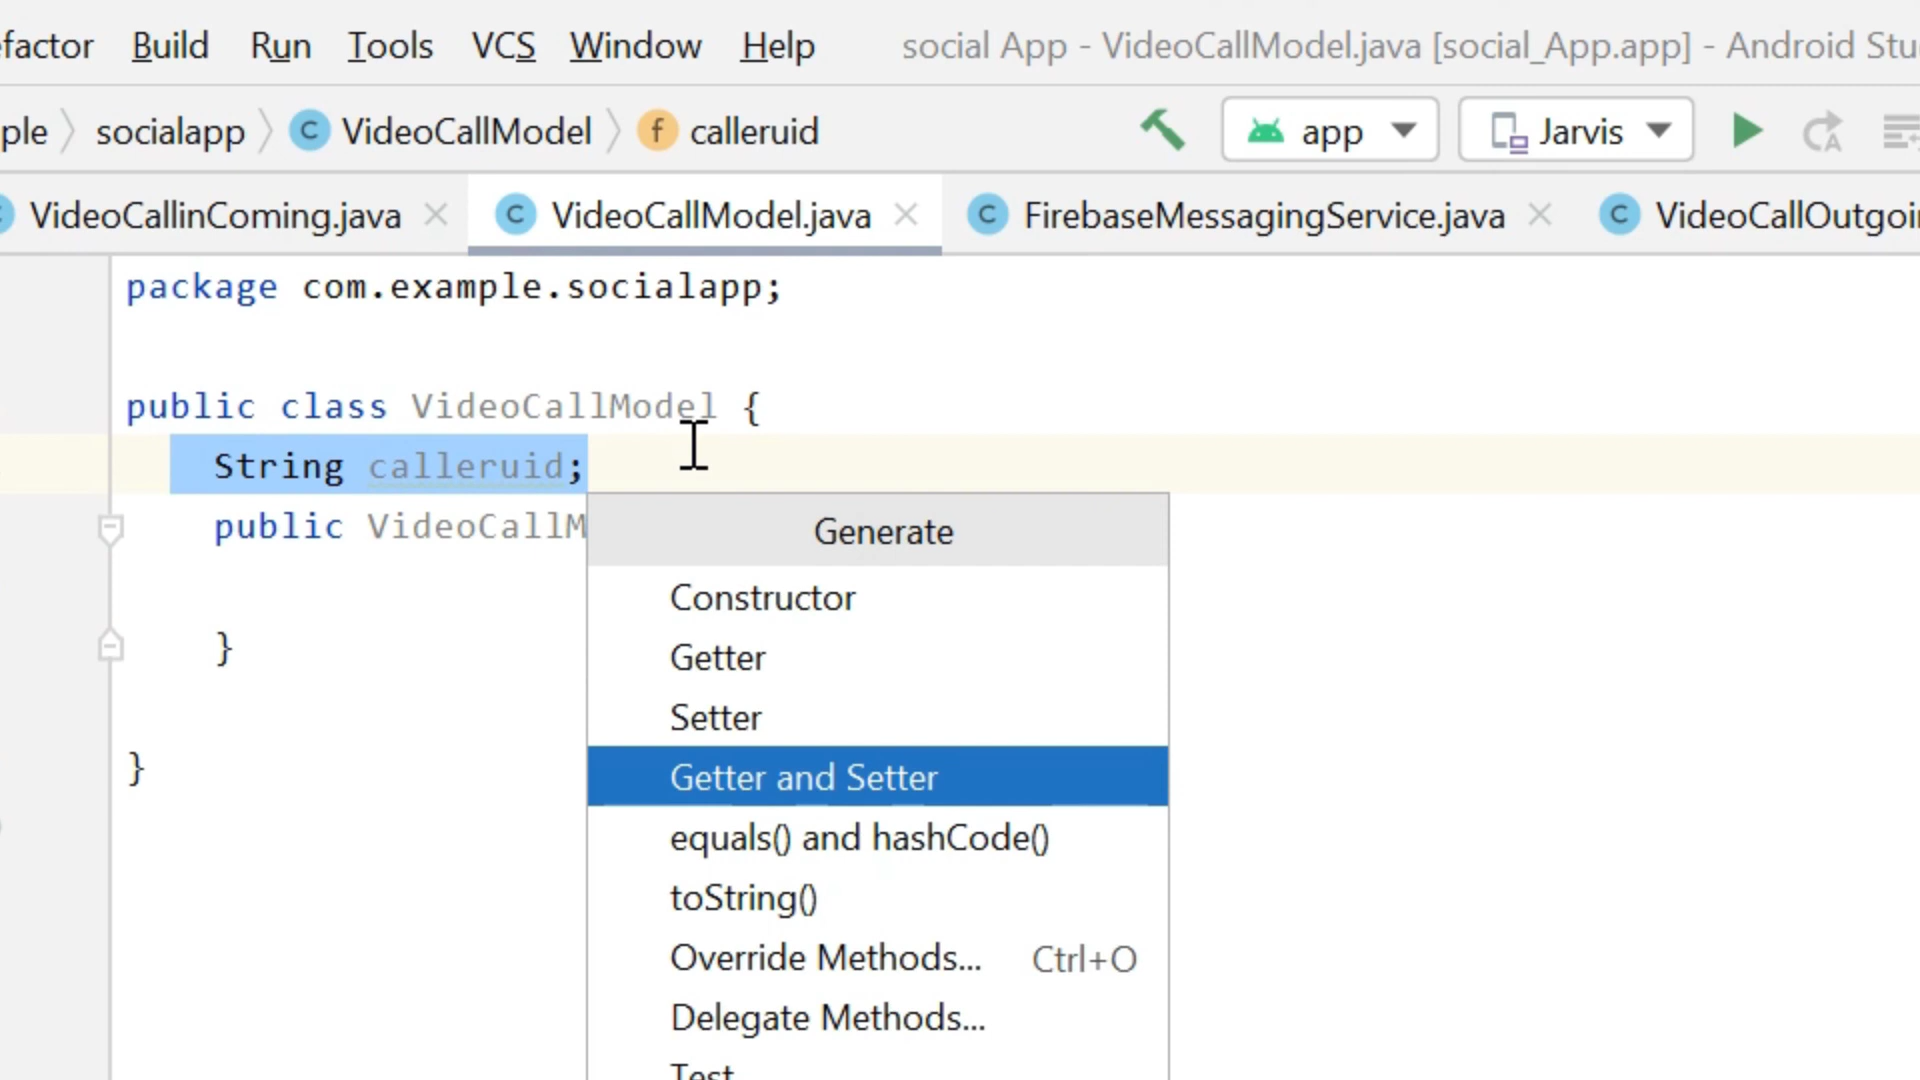 efactor Build Run Tools VCS Window Help social App - VideoCallModel.java [social_App.app] - Android Stu
ple socialapp C VideoCallModel f calleruid app Jarvis
VideoCallinComing.java C VideoCallModel.java C FirebaseMessagingService.java C VideoCallOutgoin
package com.example.socialapp;
public class VideoCallModel {
String calleruid;
public VideoCallM
Generate
Constructor
Getter
}
Setter
Getter and Setter
}
equals() and hashCode()
toString()
Override Methods... Ctrl+O
Delegate Methods...
Test